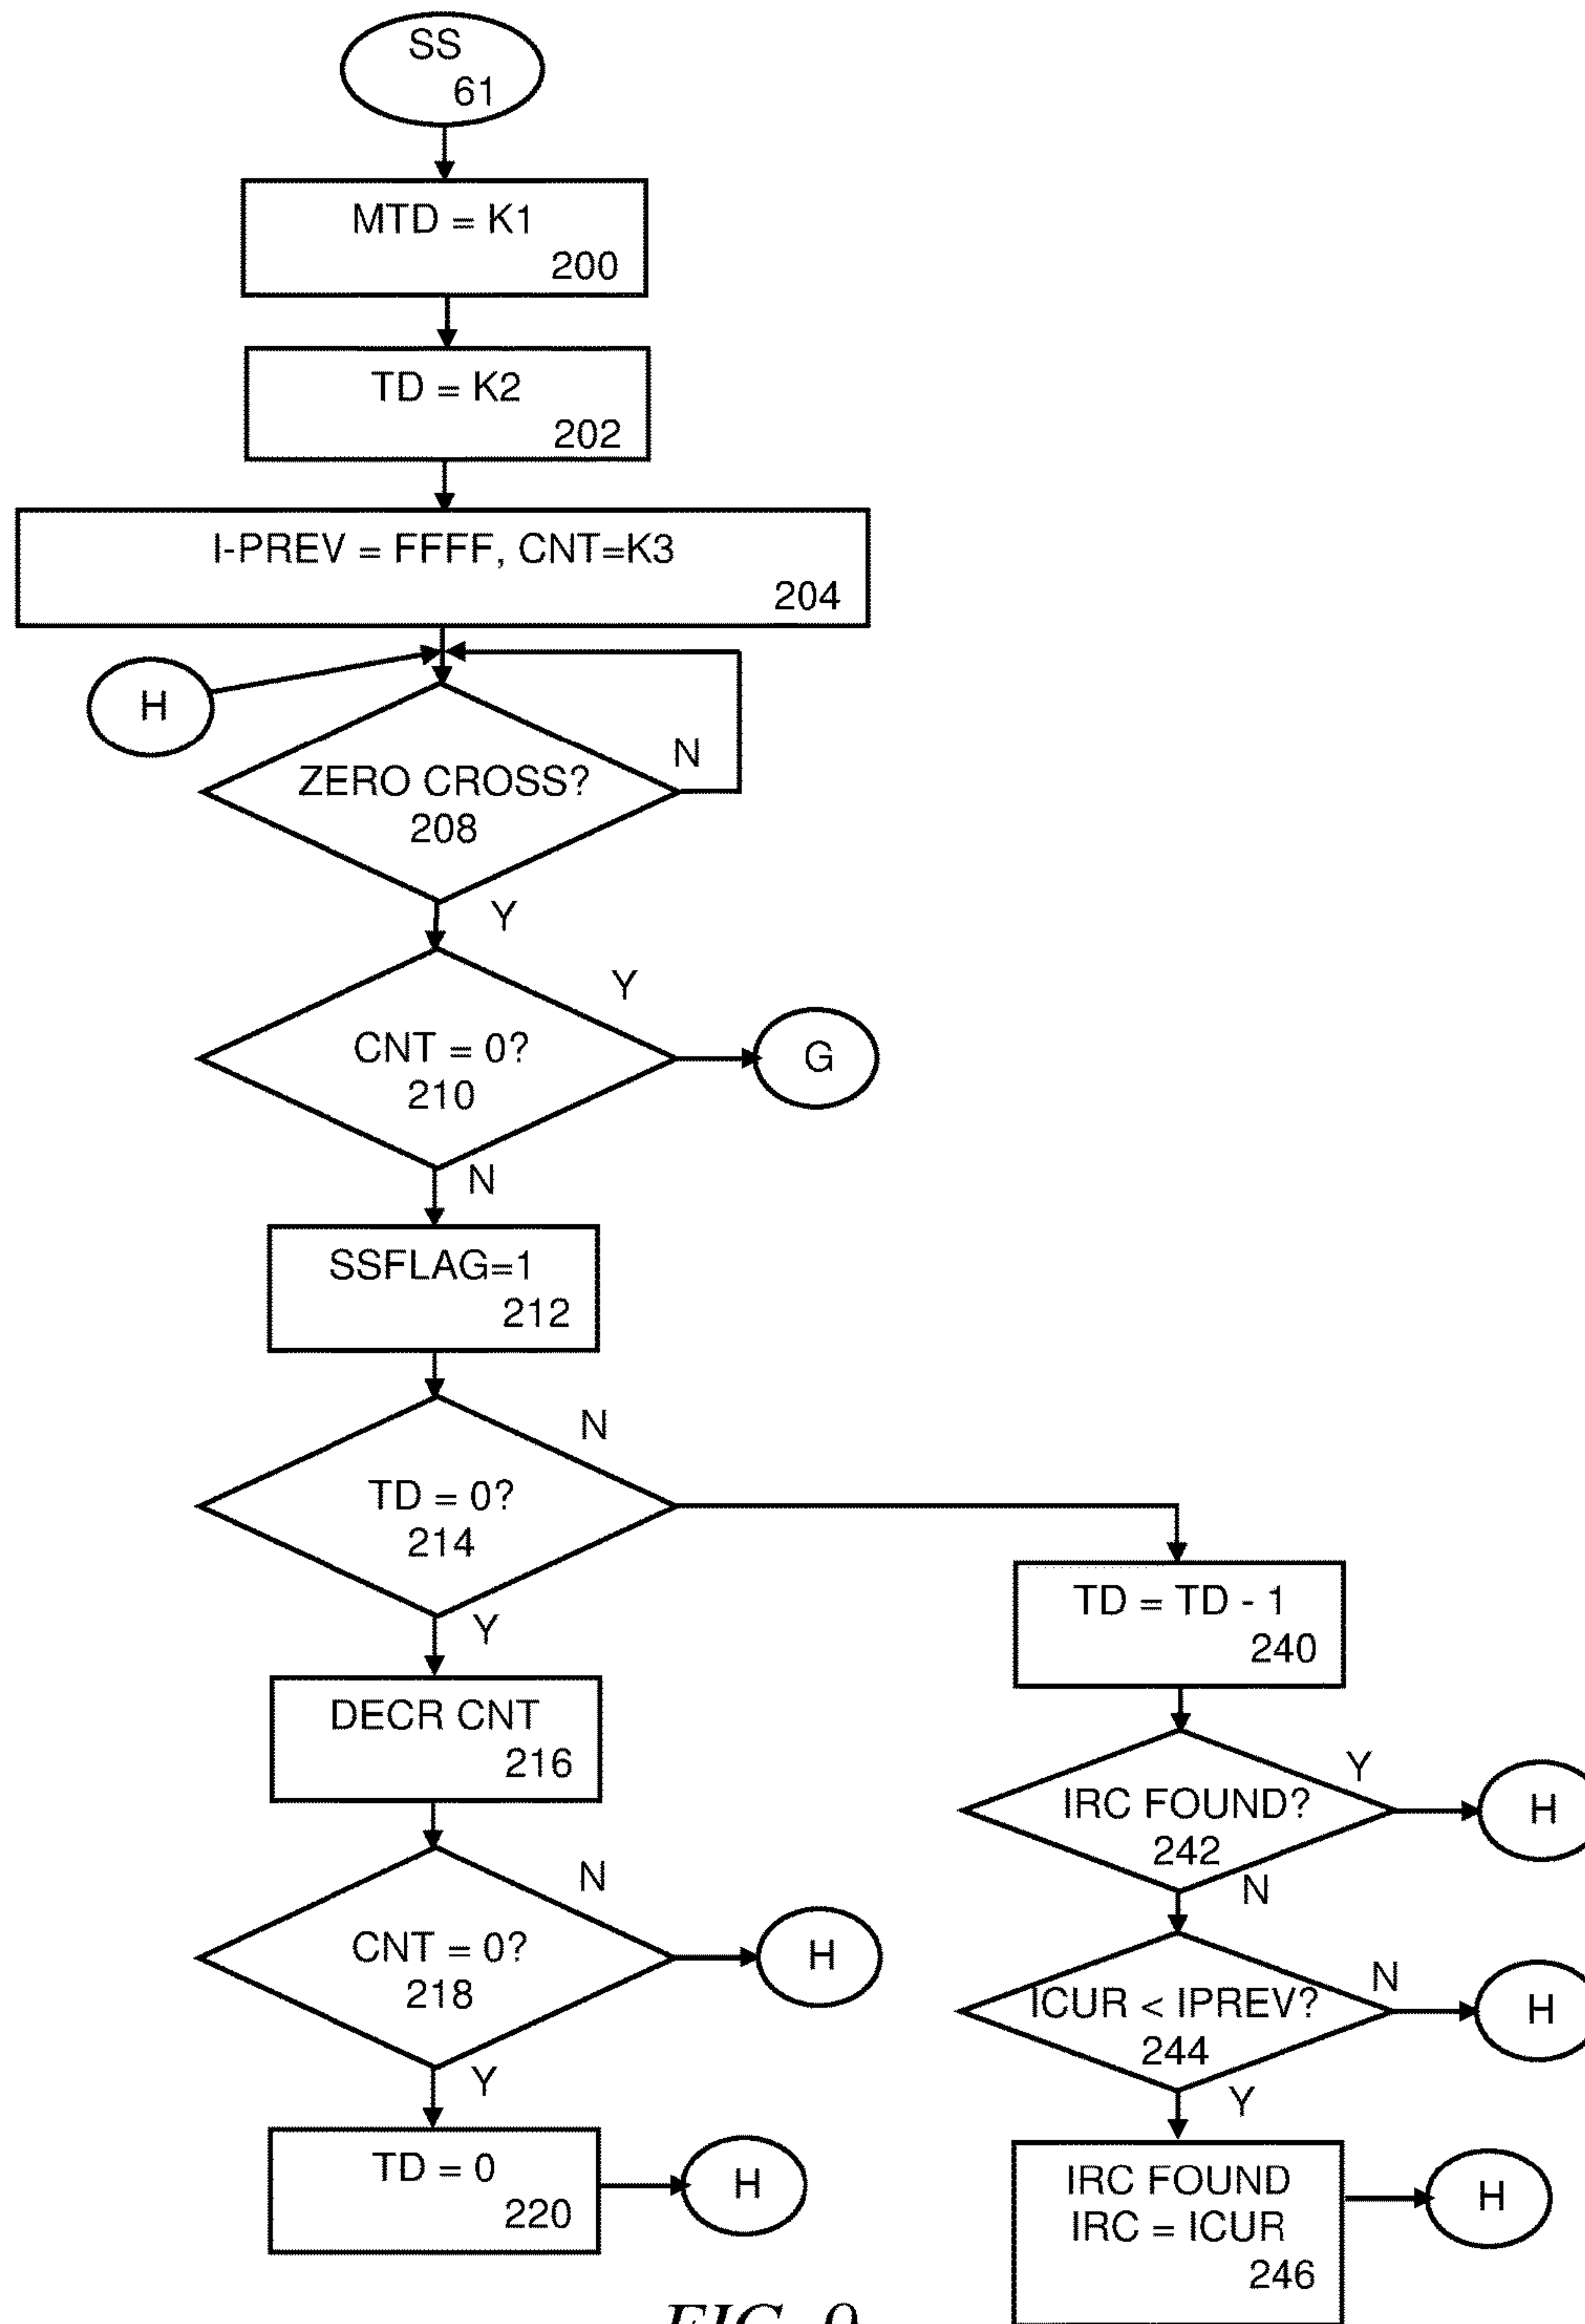 SS
61
MTD = K1
200
TD = K2
202
I-PREV = FFFF, CNT=K3
204
H
N
ZERO CROSS?
208
Y
Y
CNT = 0?
210
G
N
SSFLAG=1
212
N
TD = 0?
214
Y
TD = TD - 1
240
DECR CNT
216
Y
IRC FOUND?
242
H
N
N
CNT = 0?
218
H
N
ICUR < IPREV?
244
H
Y
Y
TD = 0
220
H
IRC FOUND
IRC = ICUR
246
H
FIG. 9